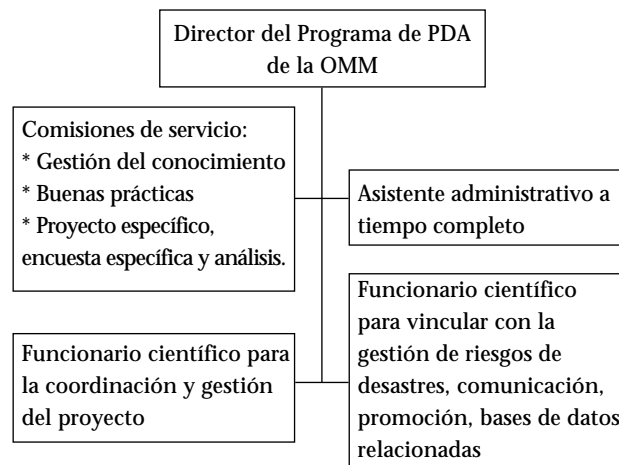 Director del Programa de PDA
de la OMM
Comisiones de servicio:
* Gestión del conocimiento
* Buenas prácticas
* Proyecto específico,
encuesta específica y análisis.
Asistente administrativo a
tiempo completo
Funcionario científico para
la coordinación y gestión
del proyecto
Funcionario científico
para vincular con la
gestión de riesgos de
desastres, comunicación,
promoción, bases de datos
relacionadas